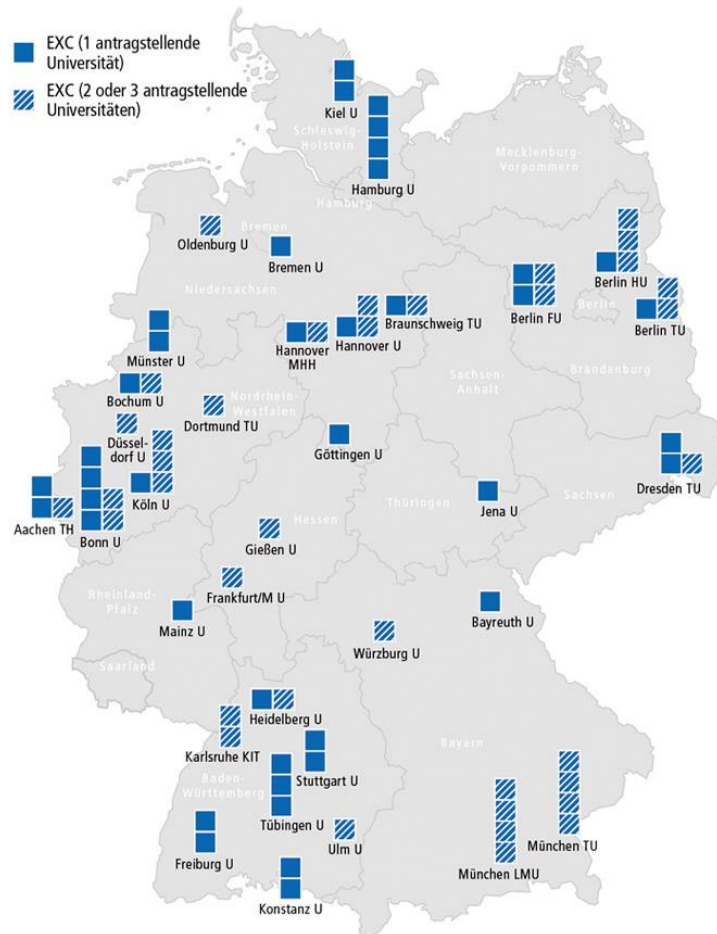 EXC (1 antragstellende
Universität)
EXC (2 oder 3 antragstellende
Universitäten)
Kiel U
Schleswig-
Holstein
Mecklenburg-
Vorpommern
Hamburg U
Hamburg
Bremen
Oldenburg U
Bremen U
Niedersachsen
Berlin HU
Berlin
Berlin FU
Berlin TU
Braunschweig TU
Hannover U
Hannover
MHH
Münster U
Sachsen-
Anhalt
Brandenburg
Bochum U
Nordrhein-
Westfalen
Dortmund TU
Düssel-
dorf U
Göttingen U
Köln U
Aachen TH
Bonn U
Dresden TU
Sachsen
Thüringen
Jena U
Hessen
Gießen U
Frankfurt/M U
Rheinland-
Pfalz
Mainz U
Bayreuth U
Würzburg U
Saarland
Heidelberg U
Karlsruhe KIT
Bayern
Stuttgart U
Baden-
Württemberg
Tübingen U
Ulm U
München TU
Freiburg U
München LMU
Konstanz U